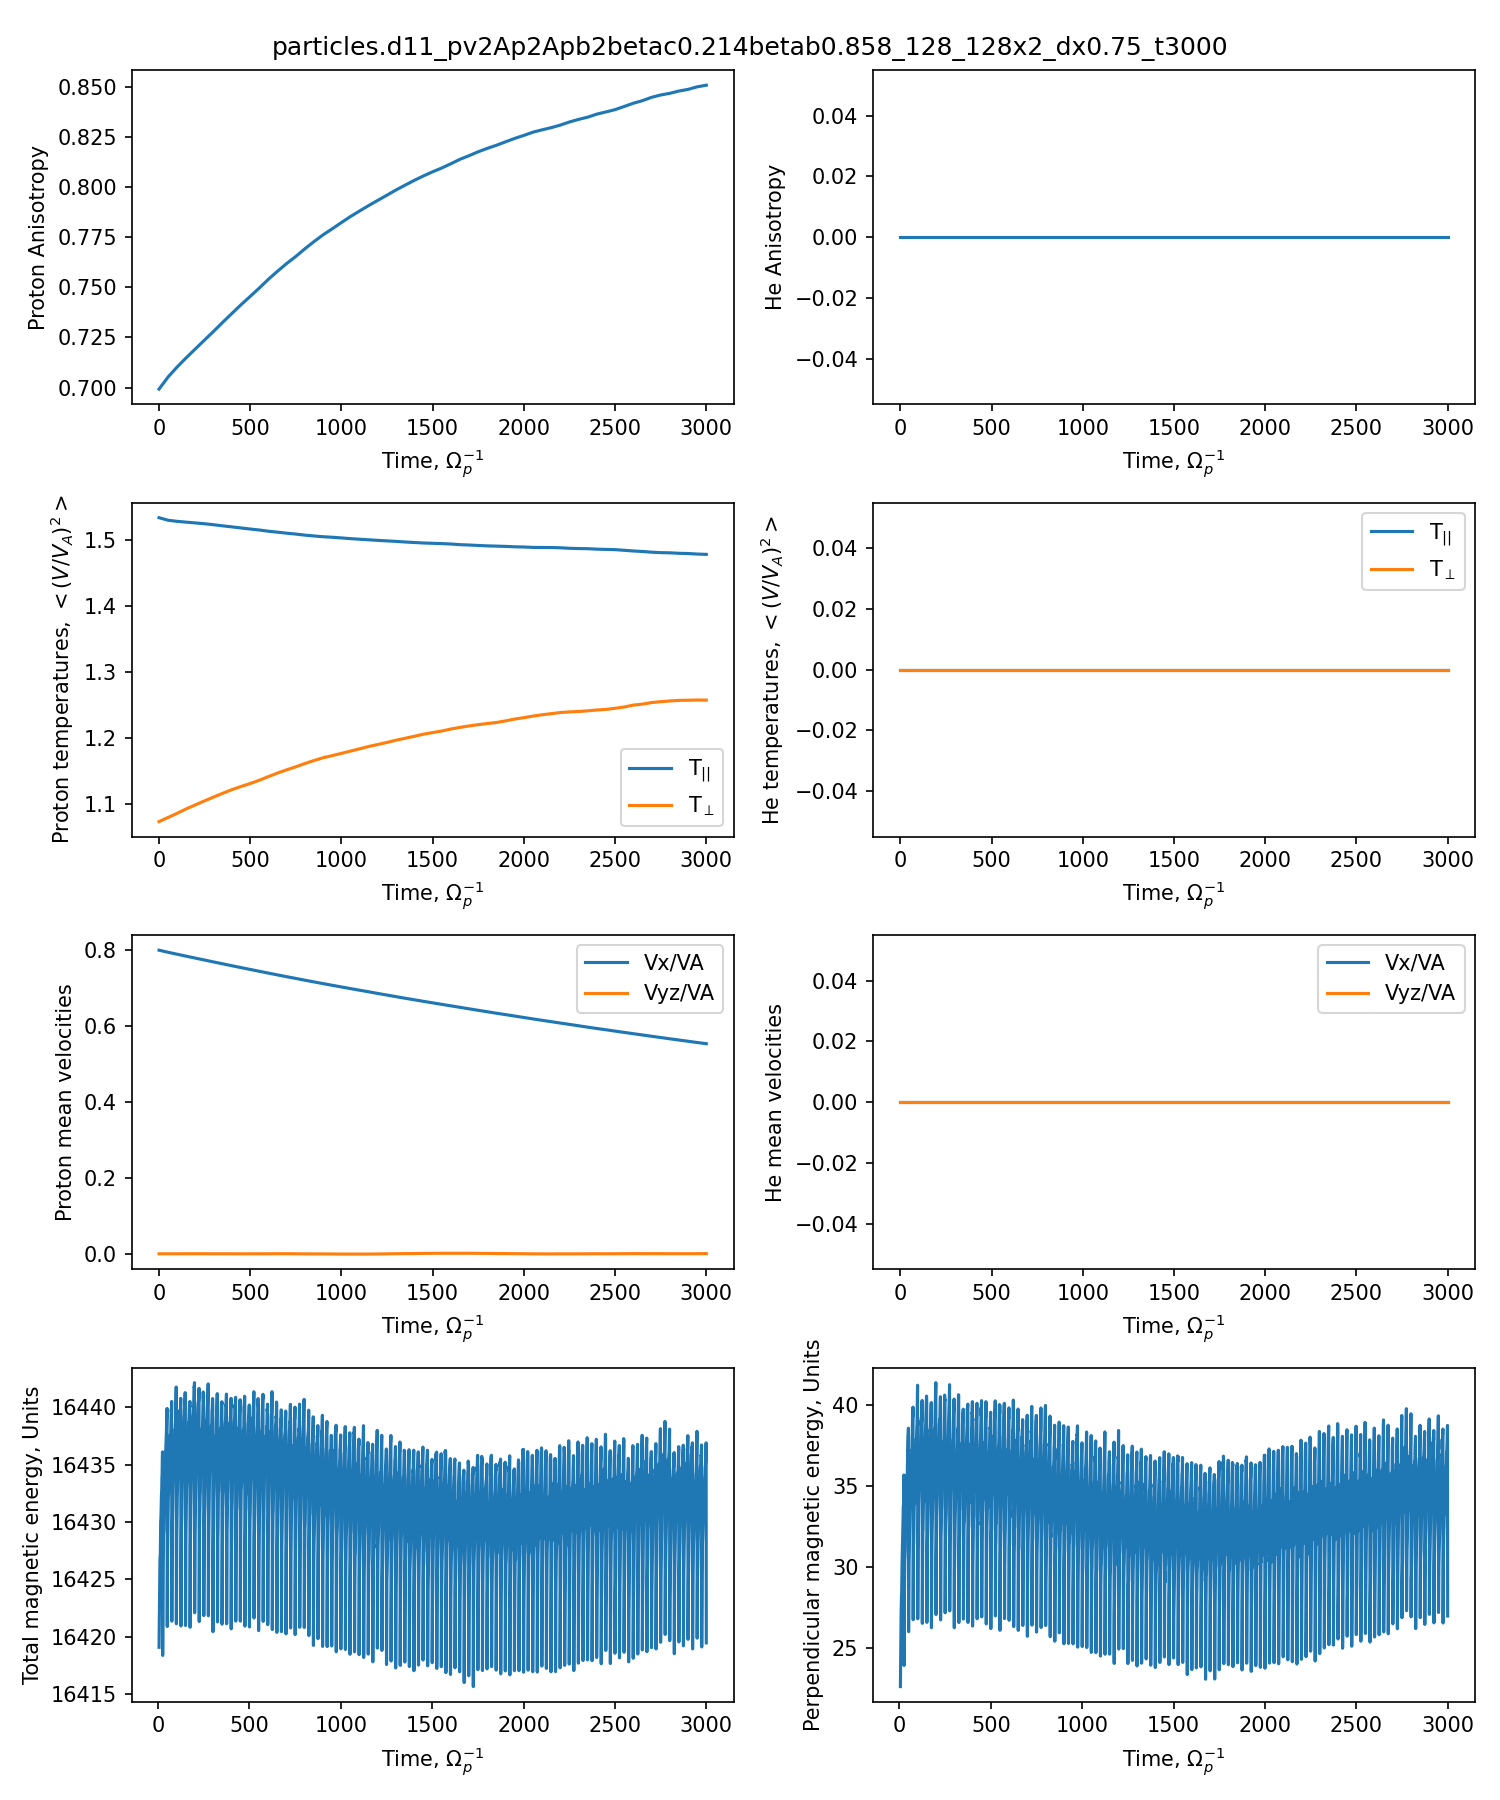 particles.d11_pv2Ap2Apb2betac0.214betab0.858_128_128x2_dx0.75_t3000
Proton Anisotropy
0.850
0.825
0.800
0.775
0.750
0.725
0.700
0 500 1000 1500 2000 2500 3000
Time, Ω_p^{-1}
He Anisotropy
0.04
0.02
0.00
−0.02
−0.04
0 500 1000 1500 2000 2500 3000
Time, Ω_p^{-1}
Proton temperatures, <(V/V_A)^2>
1.5
1.4
1.3
1.2
1.1
T_{||}
T_⊥
0 500 1000 1500 2000 2500 3000
Time, Ω_p^{-1}
He temperatures, <(V/V_A)^2>
0.04
0.02
0.00
−0.02
−0.04
T_{||}
T_⊥
0 500 1000 1500 2000 2500 3000
Time, Ω_p^{-1}
Proton mean velocities
0.8
0.6
0.4
0.2
0.0
Vx/VA
Vyz/VA
0 500 1000 1500 2000 2500 3000
Time, Ω_p^{-1}
He mean velocities
0.04
0.02
0.00
−0.02
−0.04
Vx/VA
Vyz/VA
0 500 1000 1500 2000 2500 3000
Time, Ω_p^{-1}
Total magnetic energy, Units
16440
16435
16430
16425
16420
16415
0 500 1000 1500 2000 2500 3000
Time, Ω_p^{-1}
Perpendicular magnetic energy, Units
40
35
30
25
0 500 1000 1500 2000 2500 3000
Time, Ω_p^{-1}